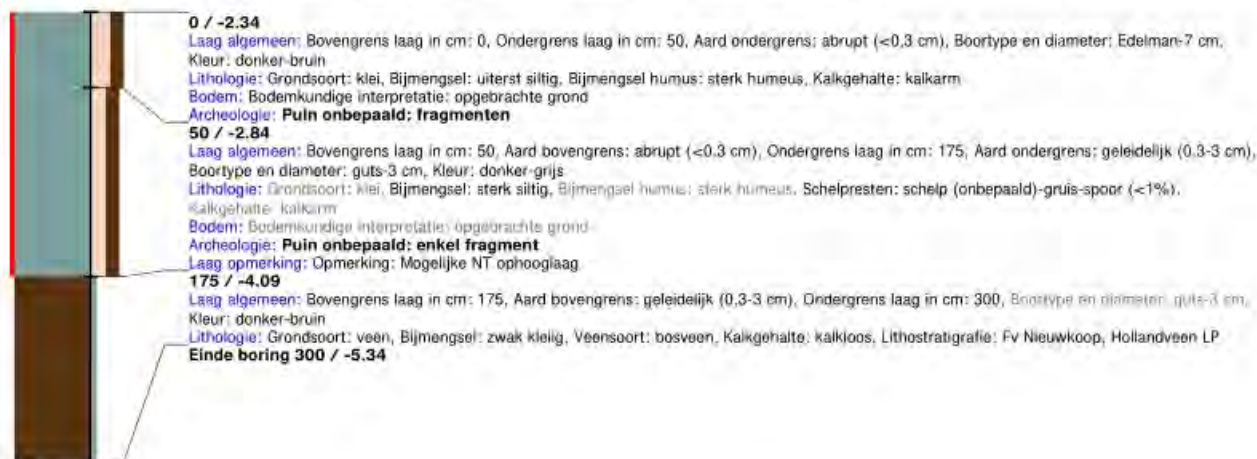 0 / -2.34
Laag algemeen: Bovengrens laag in cm: 0, Ondergrens laag in cm: 50, Aard ondergrens: abrupt (<0,3 cm), Boortype en diameter: Edelman-7 cm,
Kleur: donker-bruin
Lithologie: Grondsoort: klei, Bijmengsel: uiterst siltig, Bijmengsel humus: sterk humeus, Kalkgehalte: kalkarm
Bodem: Bodemkundige interpretatie: opgebrachte grond
Archeologie: Puin onbepaald: fragmenten
50 / -2.84
Laag algemeen: Bovengrens laag in cm: 50, Aard bovengrens: abrupt (<0.3 cm), Ondergrens laag in cm: 175, Aard ondergrens: geleidelijk (0.3-3 cm),
Boortype en diameter: guts-3 cm, Kleur: donker-grijs
Lithologie: Grondsoort: klei, Bijmengsel: sterk siltig, Bijmengsel humus: sterk humeus, Schelpresten: schelp (onbepaald)-gruis-spoor (<1%),
Kalkgehalte: kalkarm
Bodem: Bodemkundige interpretatie: opgebrachte grond
Archeologie: Puin onbepaald: enkel fragment
Laag opmerking: Opmerking: Mogelijke NT ophooglaag
175 / -4.09
Laag algemeen: Bovengrens laag in cm: 175, Aard bovengrens: geleidelijk (0,3-3 cm), Ondergrens laag in cm: 300, Boortype en diameter: guts-3 cm,
Kleur: donker-bruin
Lithologie: Grondsoort: veen, Bijmengsel: zwak kleiig, Veensoort: bosveen, Kalkgehalte: kalkloos, Lithostratigrafie: Fv Nieuwkoop, Hollandveen LP
Einde boring 300 / -5.34